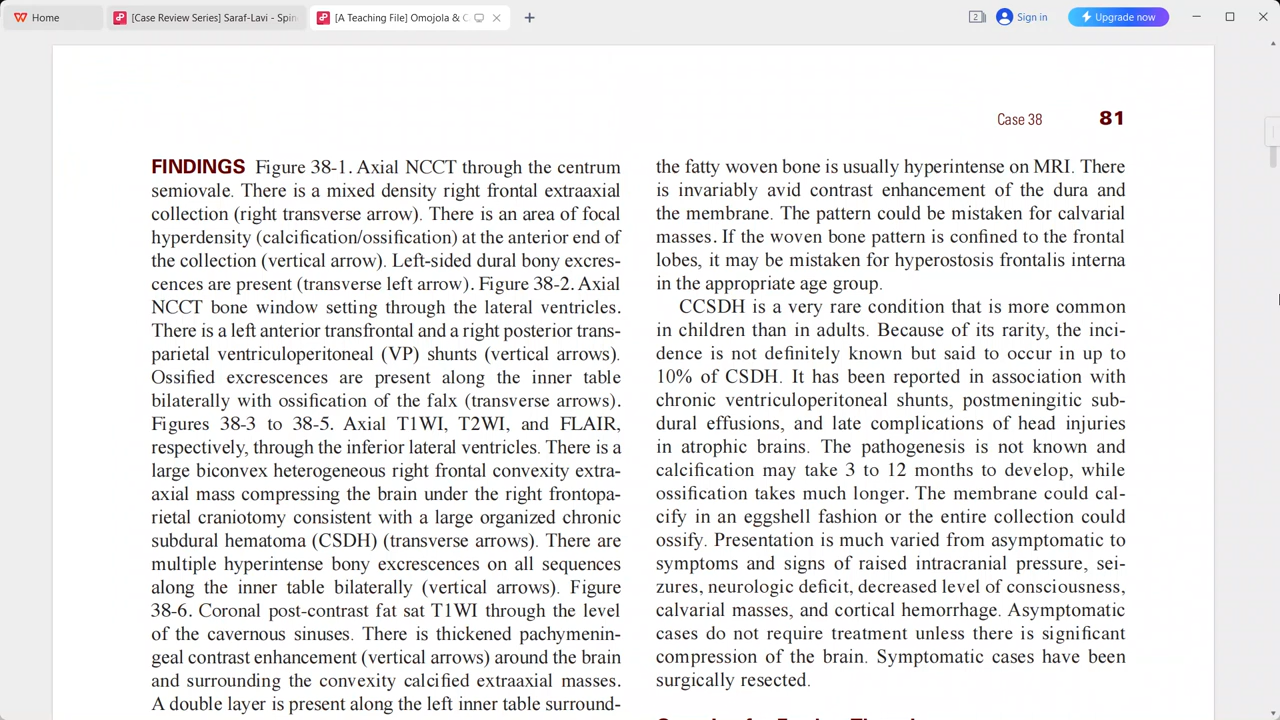 Home
[Case Review Series] Saraf-Lavi - Spin
[A Teaching File] Omojola & C
2
Sign in
Upgrade now
Case 38
81
FINDINGS Figure 38-1. Axial NCCT through the centrum
semiovale. There is a mixed density right frontal extraaxial
collection (right transverse arrow). There is an area of focal
hyperdensity (calcification/ossification) at the anterior end of
the collection (vertical arrow). Left-sided dural bony excres-
cences are present (transverse left arrow). Figure 38-2. Axial
NCCT bone window setting through the lateral ventricles.
There is a left anterior transfrontal and a right posterior trans-
parietal ventriculoperitoneal (VP) shunts (vertical arrows).
Ossified excrescences are present along the inner table
bilaterally with ossification of the falx (transverse arrows).
Figures 38-3 to 38-5. Axial T1WI, T2WI, and FLAIR,
respectively, through the inferior lateral ventricles. There is a
large biconvex heterogeneous right frontal convexity extra-
axial mass compressing the brain under the right frontopa-
rietal craniotomy consistent with a large organized chronic
subdural hematoma (CSDH) (transverse arrows). There are
multiple hyperintense bony excrescences on all sequences
along the inner table bilaterally (vertical arrows). Figure
38-6. Coronal post-contrast fat sat T1WI through the level
of the cavernous sinuses. There is thickened pachymenin-
geal contrast enhancement (vertical arrows) around the brain
and surrounding the convexity calcified extraaxial masses.
A double layer is present along the left inner table surround-
the fatty woven bone is usually hyperintense on MRI. There
is invariably avid contrast enhancement of the dura and
the membrane. The pattern could be mistaken for calvarial
masses. If the woven bone pattern is confined to the frontal
lobes, it may be mistaken for hyperostosis frontalis interna
in the appropriate age group.
CCSDH is a very rare condition that is more common
in children than in adults. Because of its rarity, the inci-
dence is not definitely known but said to occur in up to
10% of CSDH. It has been reported in association with
chronic ventriculoperitoneal shunts, postmeningitic sub-
dural effusions, and late complications of head injuries
in atrophic brains. The pathogenesis is not known and
calcification may take 3 to 12 months to develop, while
ossification takes much longer. The membrane could cal-
cify in an eggshell fashion or the entire collection could
ossify. Presentation is much varied from asymptomatic to
symptoms and signs of raised intracranial pressure, sei-
zures, neurologic deficit, decreased level of consciousness,
calvarial masses, and cortical hemorrhage. Asymptomatic
cases do not require treatment unless there is significant
compression of the brain. Symptomatic cases have been
surgically resected.